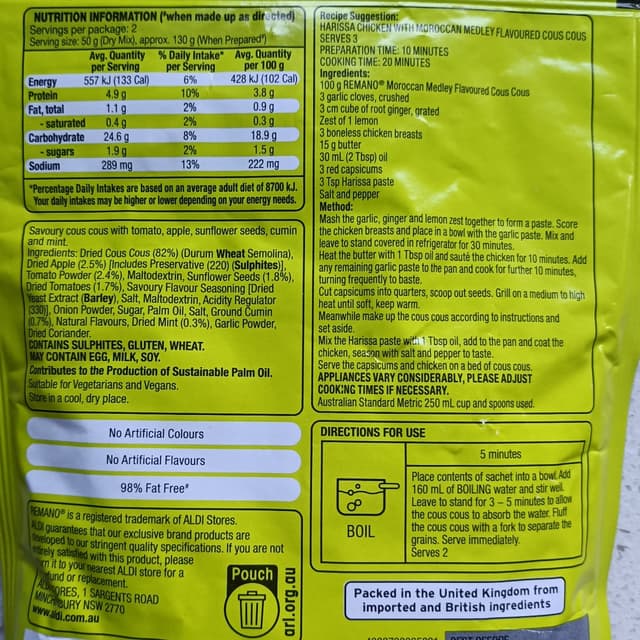 NUTRITION INFORMATION (#when made up as directed)
Servings per package: 2
Serving size: 50 g (Dry Mix), approx. 130 g (When Prepared#)
Avg. Quantity per Serving % Daily Intake* per Serving Avg. Quantity per 100 g
Energy 557 kJ (133 Cal) 6% 428 kJ (102 Cal)
Protein 4.9 g 10% 3.8 g
Fat, total 1.1 g 2% 0.9 g
- saturated 0.4 g 2% 0.3 g
Carbohydrate 24.6 g 8% 18.9 g
- sugars 1.9 g 2% 1.5 g
Sodium 289 mg 13% 222 mg
*Percentage Daily Intakes are based on an average adult diet of 8700 kJ.
Your daily intakes may be higher or lower depending on your energy needs.
Savoury cous cous with tomato, apple, sunflower seeds, cumin
and mint.
Ingredients: Dried Cous Cous (82%) (Durum Wheat Semolina),
Dried Apple (2.5%) [Includes Preservative (220) (Sulphites)],
Tomato Powder (2.4%), Maltodextrin, Sunflower Seeds (1.8%),
Dried Tomatoes (1.7%), Savoury Flavour Seasoning [Dried
Yeast Extract (Barley), Salt, Maltodextrin, Acidity Regulator
(330)], Onion Powder, Sugar, Palm Oil, Salt, Ground Cumin
(0.7%), Natural Flavours, Dried Mint (0.3%), Garlic Powder,
Dried Coriander.
CONTAINS SULPHITES, GLUTEN, WHEAT.
MAY CONTAIN EGG, MILK, SOY.
Contributes to the Production of Sustainable Palm Oil.
Suitable for Vegetarians and Vegans.
Store in a cool, dry place.
No Artificial Colours
No Artificial Flavours
98% Fat Free#
REMANO® is a registered trademark of ALDI Stores.
ALDI guarantees that our exclusive brand products are
developed to our stringent quality specifications. If you are not
entirely satisfied with this product, please
it to your nearest ALDI store for a
refund or replacement.
1 SARGENTS ROAD
MINCHINBURY NSW 2770
www.aldi.com.au
Pouch
arl.org.au
Recipe Suggestion:
HARISSA CHICKEN WITH MOROCCAN MEDLEY FLAVOURED COUS COUS
SERVES 3
PREPARATION TIME: 10 MINUTES
COOKING TIME: 20 MINUTES
Ingredients:
100 g REMANO® Moroccan Medley Flavoured Cous Cous
3 garlic cloves, crushed
3 cm cube of root ginger, grated
Zest of 1 lemon
3 boneless chicken breasts
15 g butter
30 mL (2 Tbsp) oil
3 red capsicums
3 Tsp Harissa paste
Salt and pepper
Method:
Mash the garlic, ginger and lemon zest together to form a paste. Score
the chicken breasts and place in a bowl with the garlic paste. Mix and
leave to stand covered in refrigerator for 30 minutes.
Heat the butter with 1 Tbsp oil and sauté the chicken for 10 minutes. Add
any remaining garlic paste to the pan and cook for further 10 minutes,
turning frequently to baste.
Cut capsicums into quarters, scoop out seeds. Grill on a medium to high
heat until soft, keep warm.
Meanwhile make up the cous cous according to instructions and
set aside.
Mix the Harissa paste with 1 Tbsp oil, add to the pan and coat the
chicken, season with salt and pepper to taste.
Serve the capsicums and chicken on a bed of cous cous.
APPLIANCES VARY CONSIDERABLY, PLEASE ADJUST
COOKING TIMES IF NECESSARY.
Australian Standard Metric 250 mL cup and spoons used.
DIRECTIONS FOR USE
BOIL
5 minutes
Place contents of sachet into a bowl. Add
160 mL of BOILING water and stir well.
Leave to stand for 3 – 5 minutes to allow
the cous cous to absorb the water. Fluff
the cous cous with a fork to separate the
grains. Serve immediately.
Serves 2
Packed in the United Kingdom from
imported and British ingredients